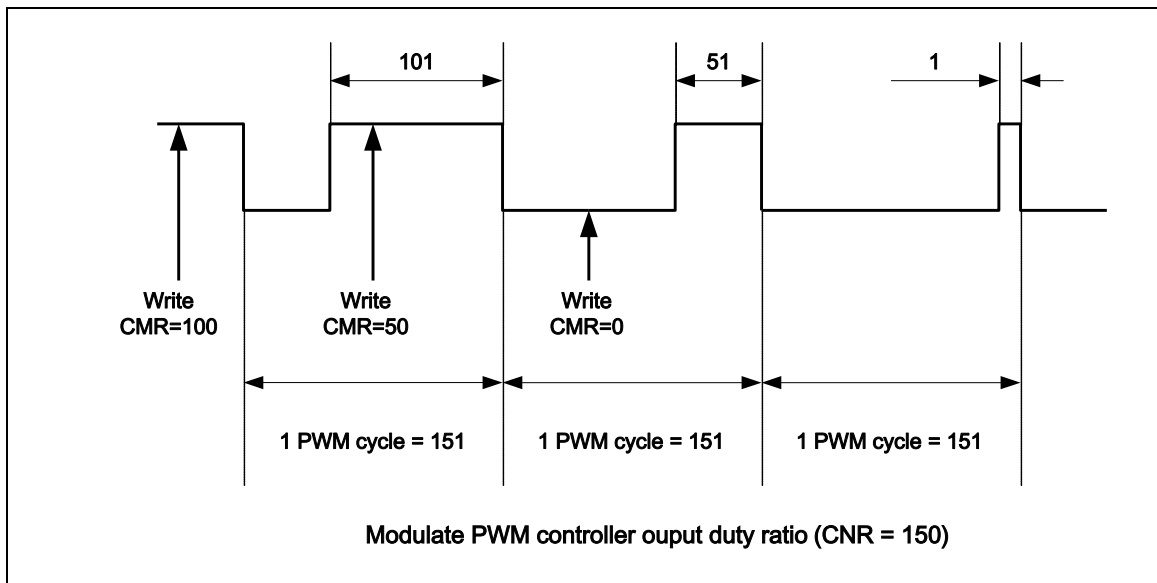 101
51
1
Write
CMR=100
Write
CMR=50
Write
CMR=0
1 PWM cycle = 151
1 PWM cycle = 151
1 PWM cycle = 151
Modulate PWM controller ouput duty ratio (CNR = 150)